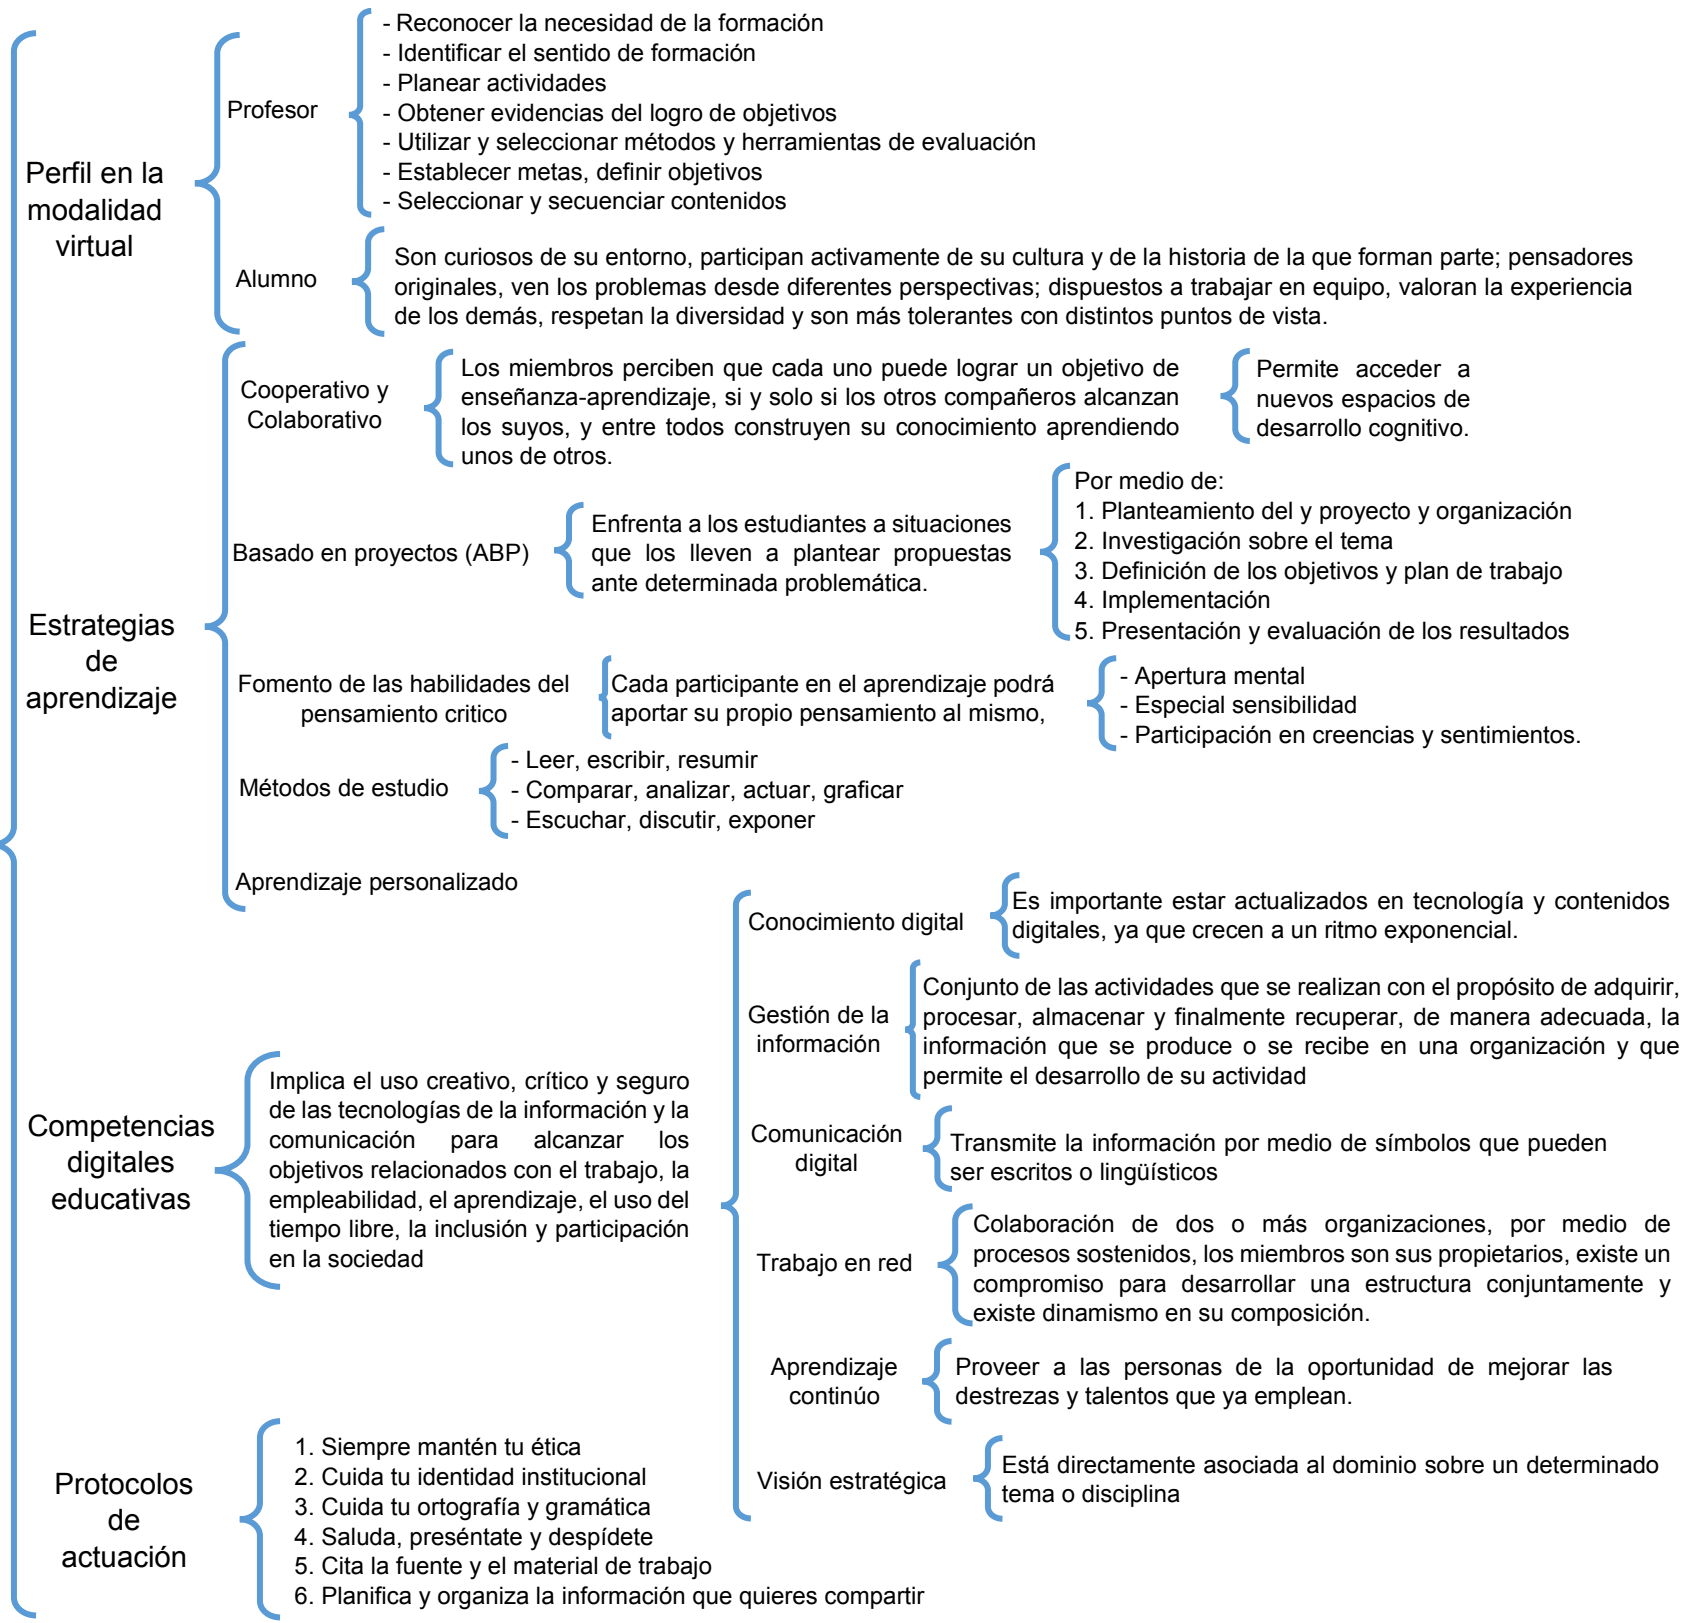 Perfil en la
modalidad
virtual
Profesor
- Reconocer la necesidad de la formación
- Identificar el sentido de formación
- Planear actividades
- Obtener evidencias del logro de objetivos
- Utilizar y seleccionar métodos y herramientas de evaluación
- Establecer metas, definir objetivos
- Seleccionar y secuenciar contenidos
Alumno
Son curiosos de su entorno, participan activamente de su cultura y de la historia de la que forman parte; pensadores
originales, ven los problemas desde diferentes perspectivas; dispuestos a trabajar en equipo, valoran la experiencia
de los demás, respetan la diversidad y son más tolerantes con distintos puntos de vista.
Estrategias
de
aprendizaje
Cooperativo y
Colaborativo
Los miembros perciben que cada uno puede lograr un objetivo de
enseñanza-aprendizaje, si y solo si los otros compañeros alcanzan
los suyos, y entre todos construyen su conocimiento aprendiendo
unos de otros.
Permite acceder a
nuevos espacios de
desarrollo cognitivo.
Basado en proyectos (ABP)
Enfrenta a los estudiantes a situaciones
que los lleven a plantear propuestas
ante determinada problemática.
Por medio de:
1. Planteamiento del y proyecto y organización
2. Investigación sobre el tema
3. Definición de los objetivos y plan de trabajo
4. Implementación
5. Presentación y evaluación de los resultados
Fomento de las habilidades del
pensamiento critico
Cada participante en el aprendizaje podrá
aportar su propio pensamiento al mismo,
- Apertura mental
- Especial sensibilidad
- Participación en creencias y sentimientos.
Métodos de estudio
- Leer, escribir, resumir
- Comparar, analizar, actuar, graficar
- Escuchar, discutir, exponer
Aprendizaje personalizado
Competencias
digitales
educativas
Implica el uso creativo, crítico y seguro
de las tecnologías de la información y la
comunicación para alcanzar los
objetivos relacionados con el trabajo, la
empleabilidad, el aprendizaje, el uso del
tiempo libre, la inclusión y participación
en la sociedad
Conocimiento digital
Es importante estar actualizados en tecnología y contenidos
digitales, ya que crecen a un ritmo exponencial.
Gestión de la
información
Conjunto de las actividades que se realizan con el propósito de adquirir,
procesar, almacenar y finalmente recuperar, de manera adecuada, la
información que se produce o se recibe en una organización y que
permite el desarrollo de su actividad
Comunicación
digital
Transmite la información por medio de símbolos que pueden
ser escritos o lingüísticos
Trabajo en red
Colaboración de dos o más organizaciones, por medio de
procesos sostenidos, los miembros son sus propietarios, existe un
compromiso para desarrollar una estructura conjuntamente y
existe dinamismo en su composición.
Aprendizaje
continúo
Proveer a las personas de la oportunidad de mejorar las
destrezas y talentos que ya emplean.
Visión estratégica
Está directamente asociada al dominio sobre un determinado
tema o disciplina
Protocolos
de
actuación
1. Siempre mantén tu ética
2. Cuida tu identidad institucional
3. Cuida tu ortografía y gramática
4. Saluda, preséntate y despídete
5. Cita la fuente y el material de trabajo
6. Planifica y organiza la información que quieres compartir